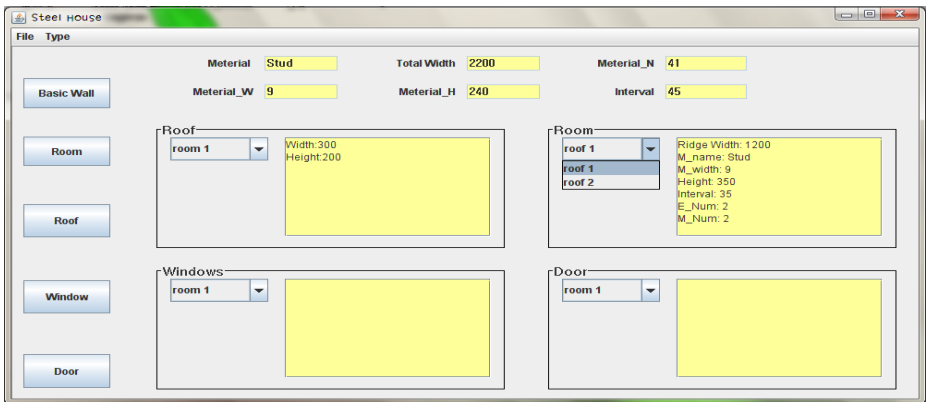 Steel House
File Type
Meterial Stud Total Width 2200 Meterial_N 41
Basic Wall
Meterial_W 9 Meterial_H 240 Interval 45
Roof
Room
Room
room 1
Width:300
Height:200
roof 1
roof 1
roof 2
Ridge Width: 1200
M_name: Stud
M_width: 9
Height: 350
Interval: 35
E_Num: 2
M_Num: 2
Roof
Windows
Door
Window
room 1
room 1
Door